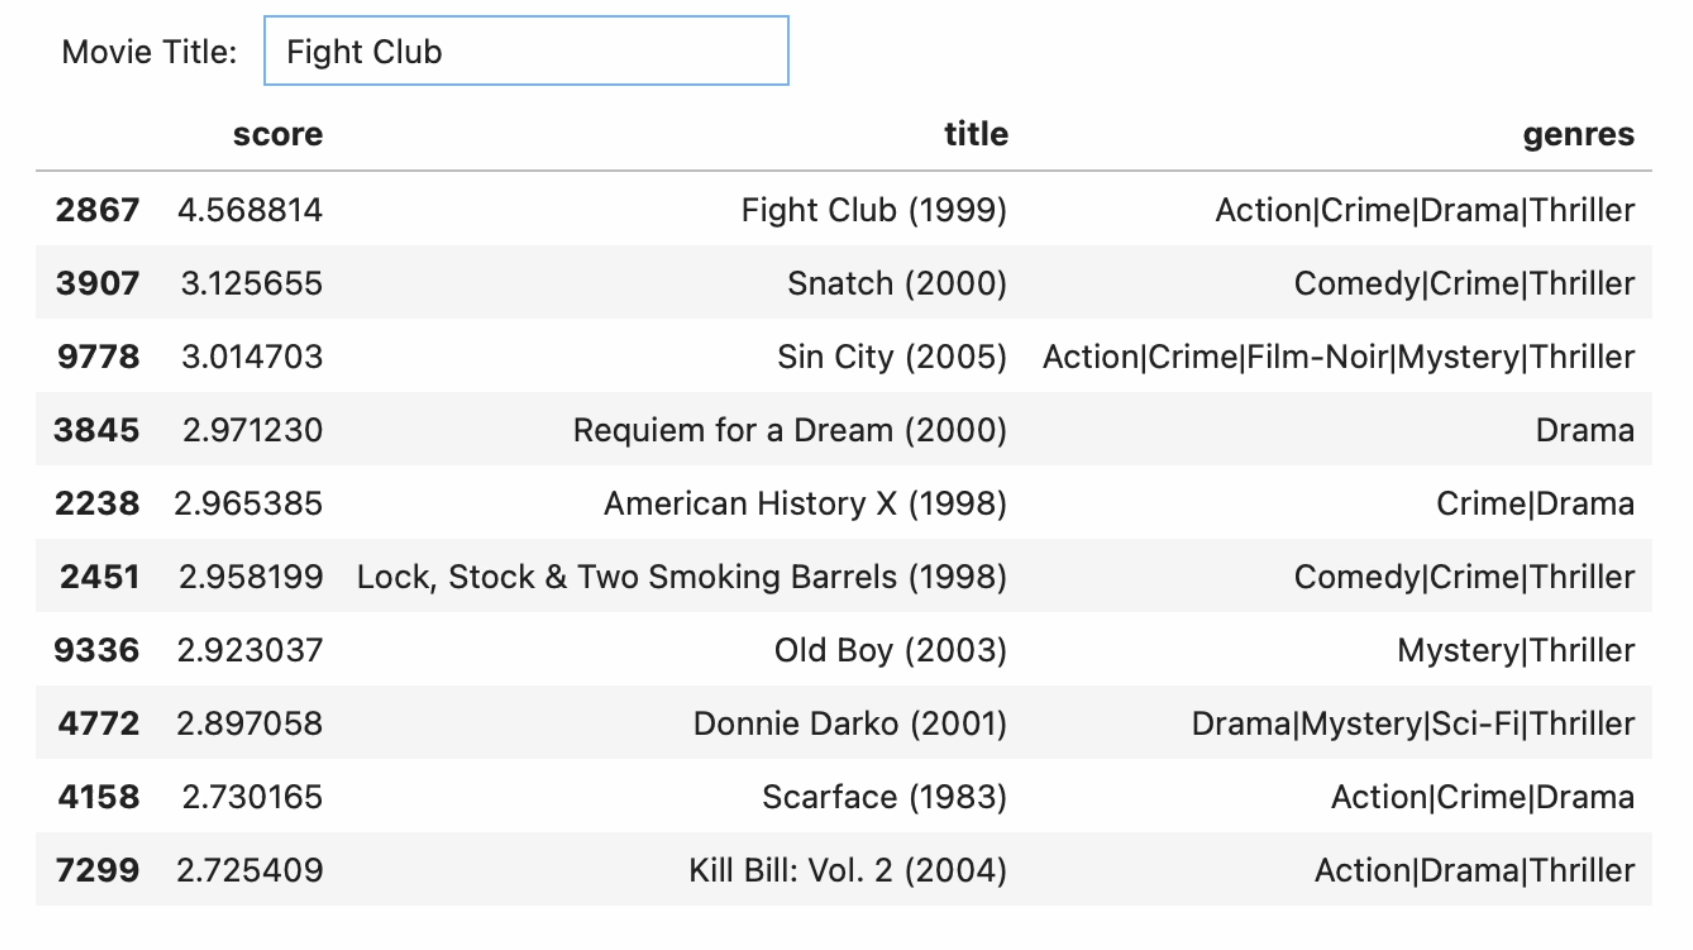 Movie Title: Fight Club
score title genres
2867 4.568814 Fight Club (1999) Action|Crime|Drama|Thriller
3907 3.125655 Snatch (2000) Comedy|Crime|Thriller
9778 3.014703 Sin City (2005) Action|Crime|Film-Noir|Mystery|Thriller
3845 2.971230 Requiem for a Dream (2000) Drama
2238 2.965385 American History X (1998) Crime|Drama
2451 2.958199 Lock, Stock & Two Smoking Barrels (1998) Comedy|Crime|Thriller
9336 2.923037 Old Boy (2003) Mystery|Thriller
4772 2.897058 Donnie Darko (2001) Drama|Mystery|Sci-Fi|Thriller
4158 2.730165 Scarface (1983) Action|Crime|Drama
7299 2.725409 Kill Bill: Vol. 2 (2004) Action|Drama|Thriller